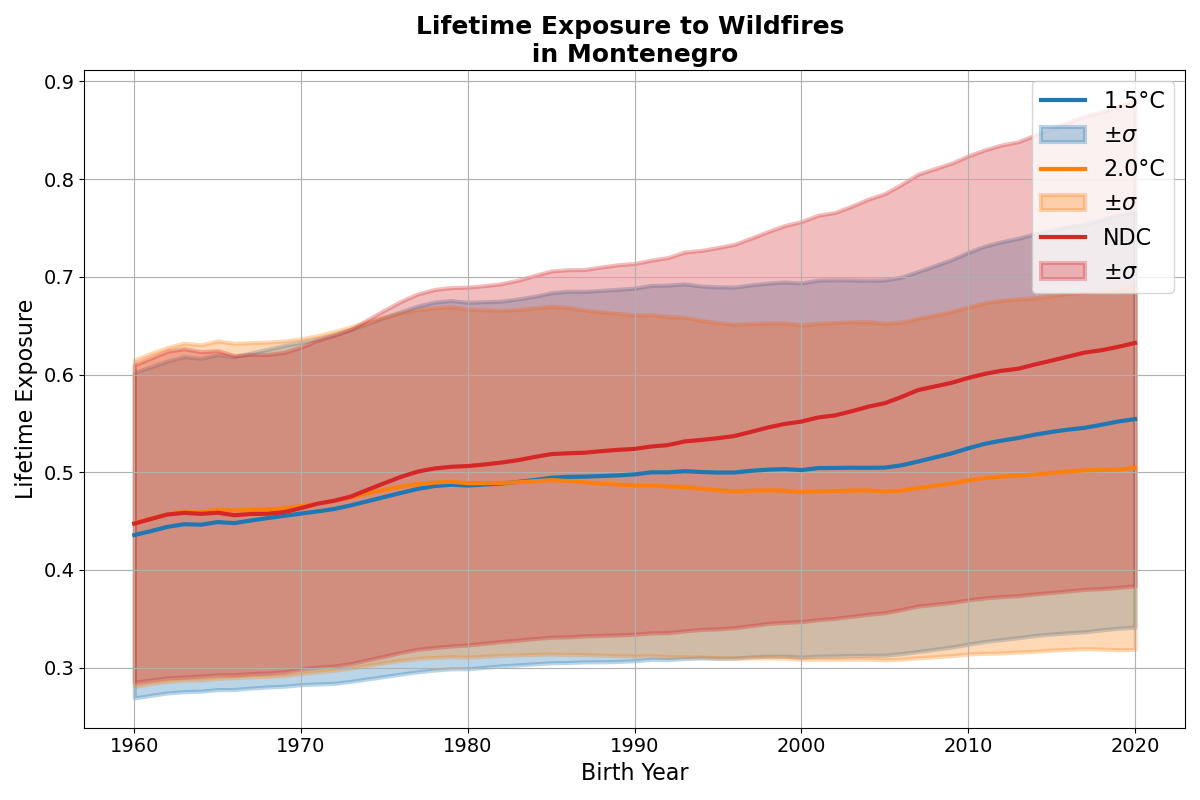 Lifetime Exposure to Wildfires
in Montenegro
0.9
0.8
0.7
0.6
0.5
0.4
0.3
Lifetime Exposure
1960 1970 1980 1990 2000 2010 2020
Birth Year
1.5°C
±σ
2.0°C
±σ
NDC
±σ